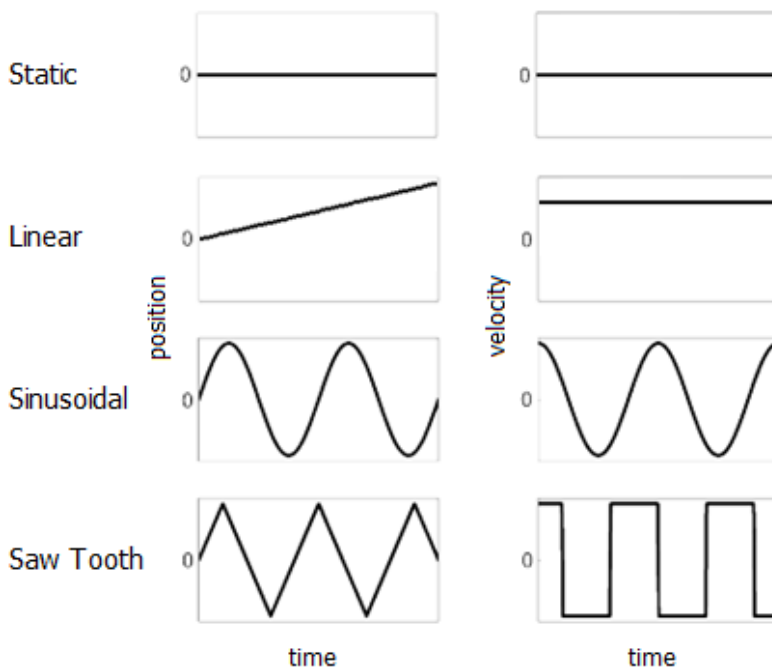 Static
0
0
Linear
0
0
position
velocity
Sinusoidal
0
0
Saw Tooth
0
0
time
time